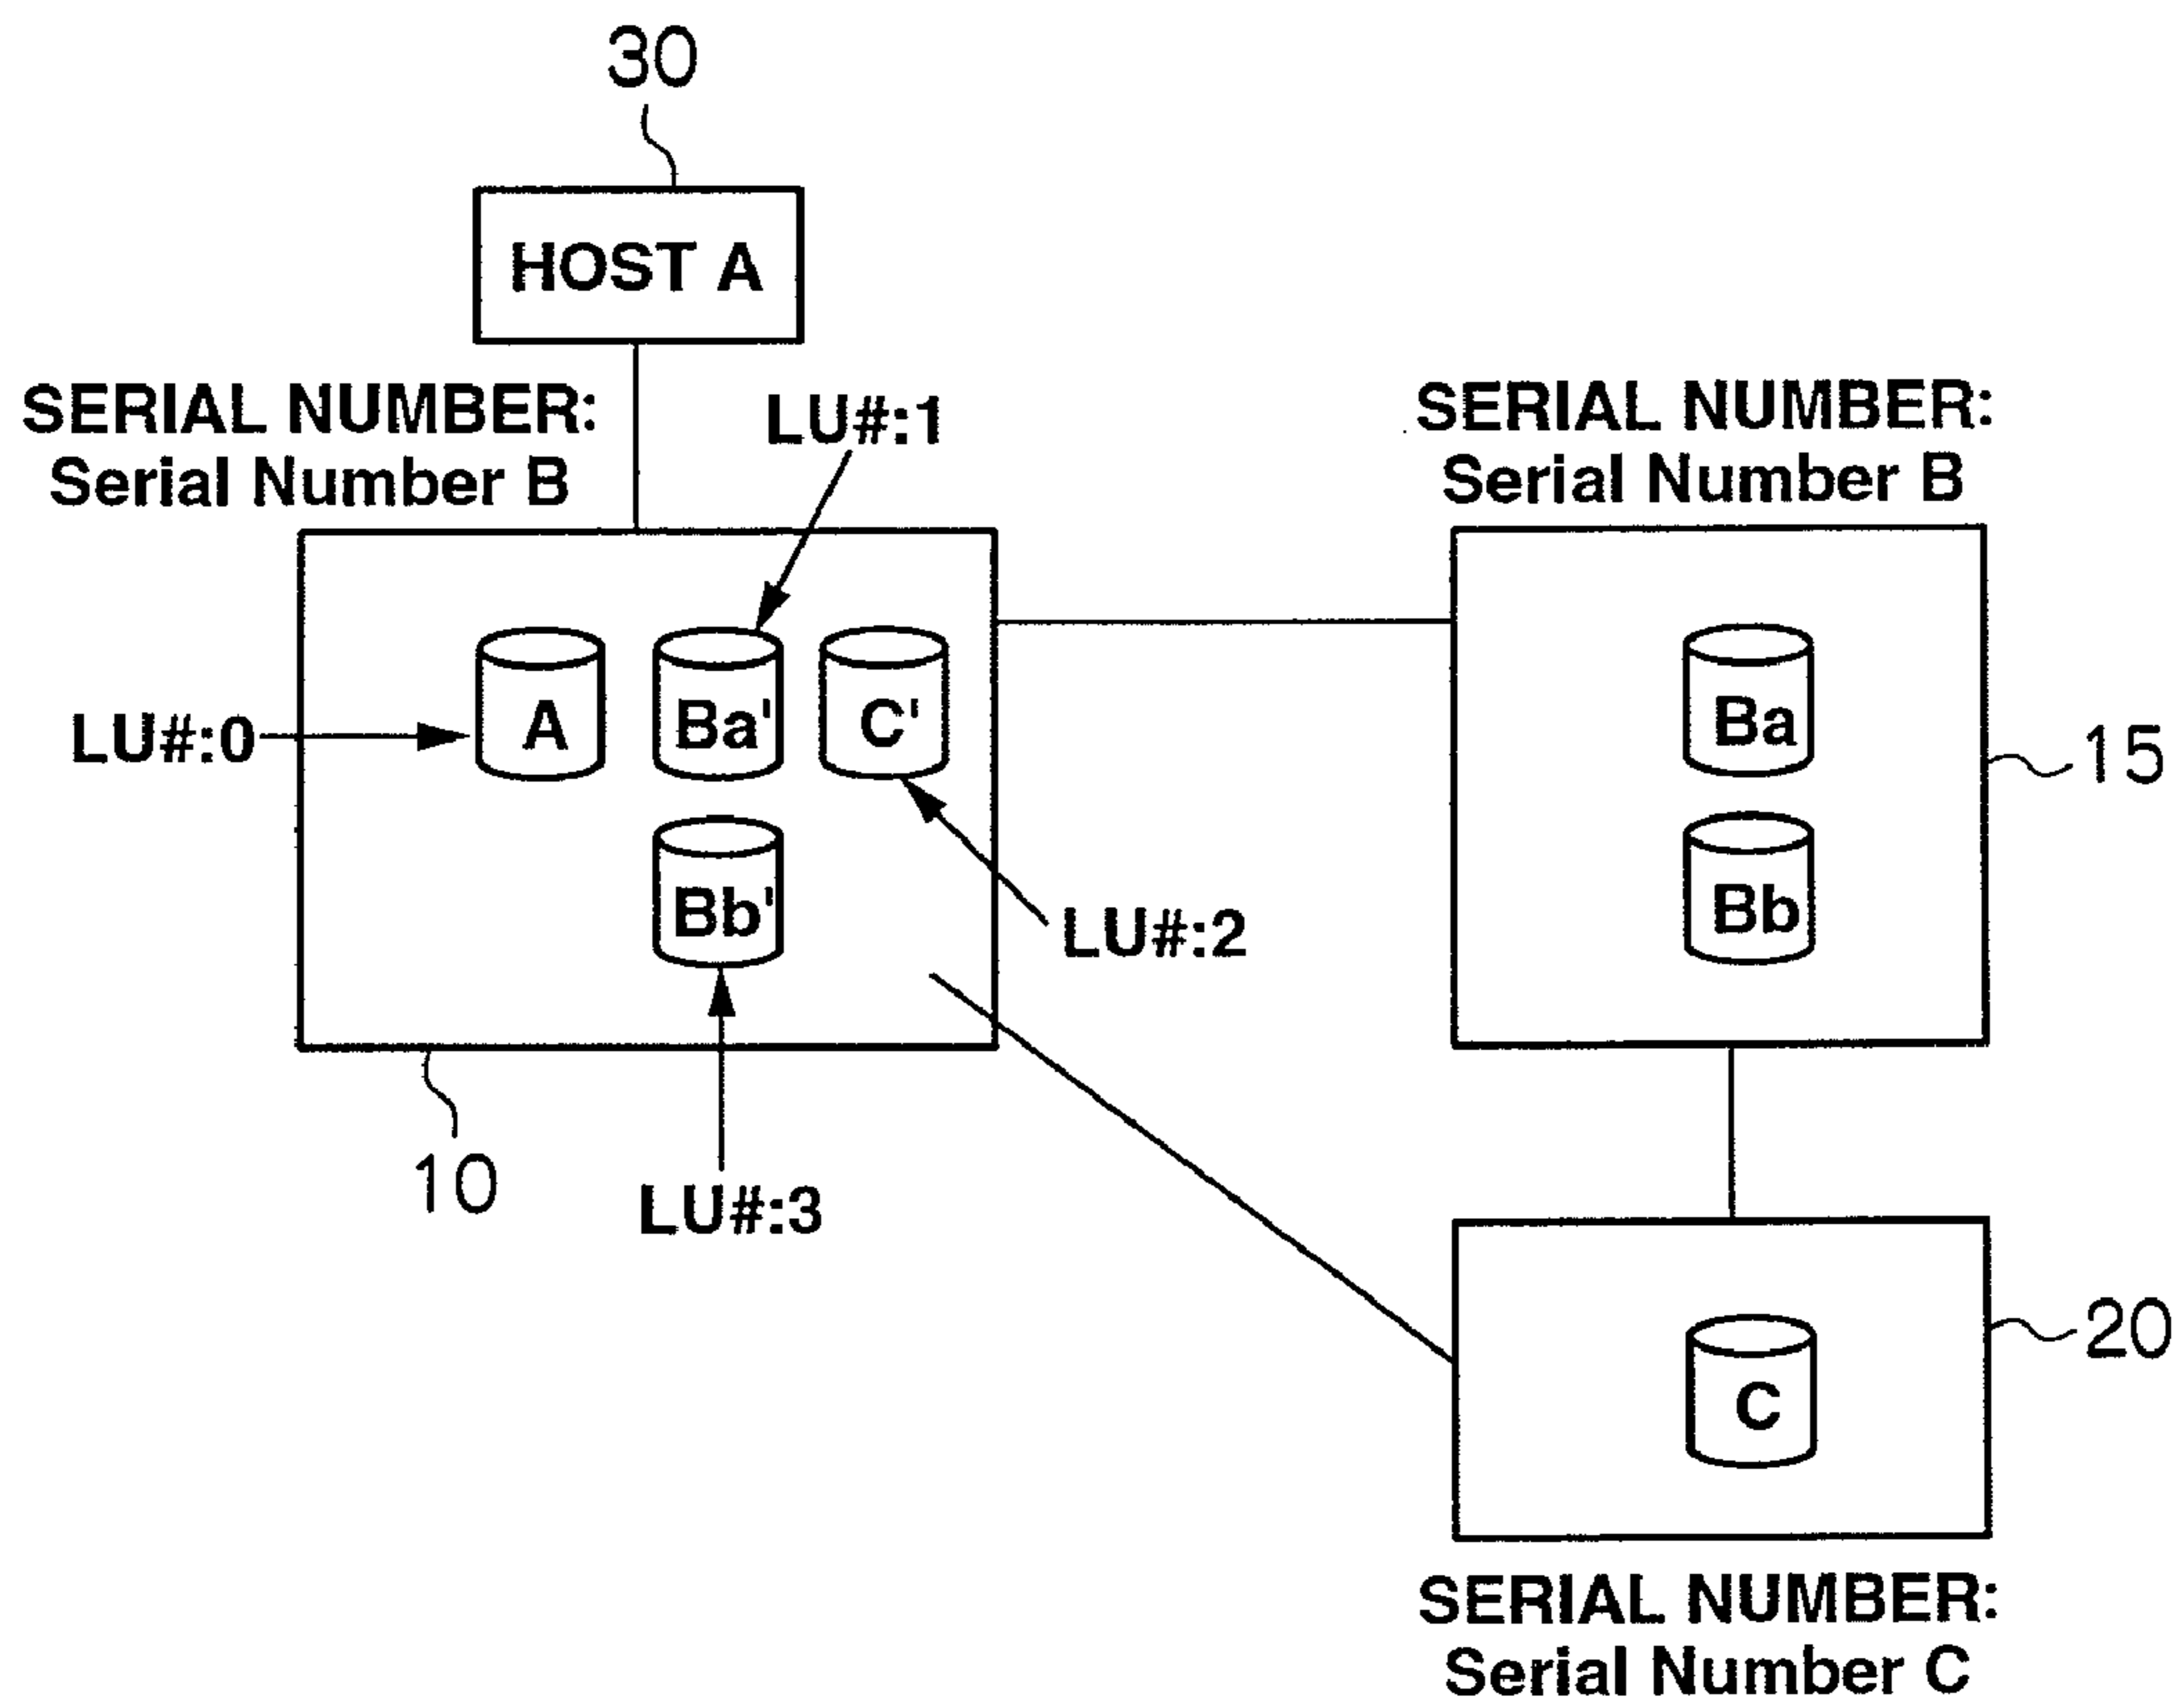 30
HOST A
SERIAL NUMBER:
Serial Number B
LU#:1
SERIAL NUMBER:
Serial Number B
LU#:0
A
Ba'
C'
Ba
15
Bb'
LU#:2
Bb
10
LU#:3
C
20
SERIAL NUMBER:
Serial Number C